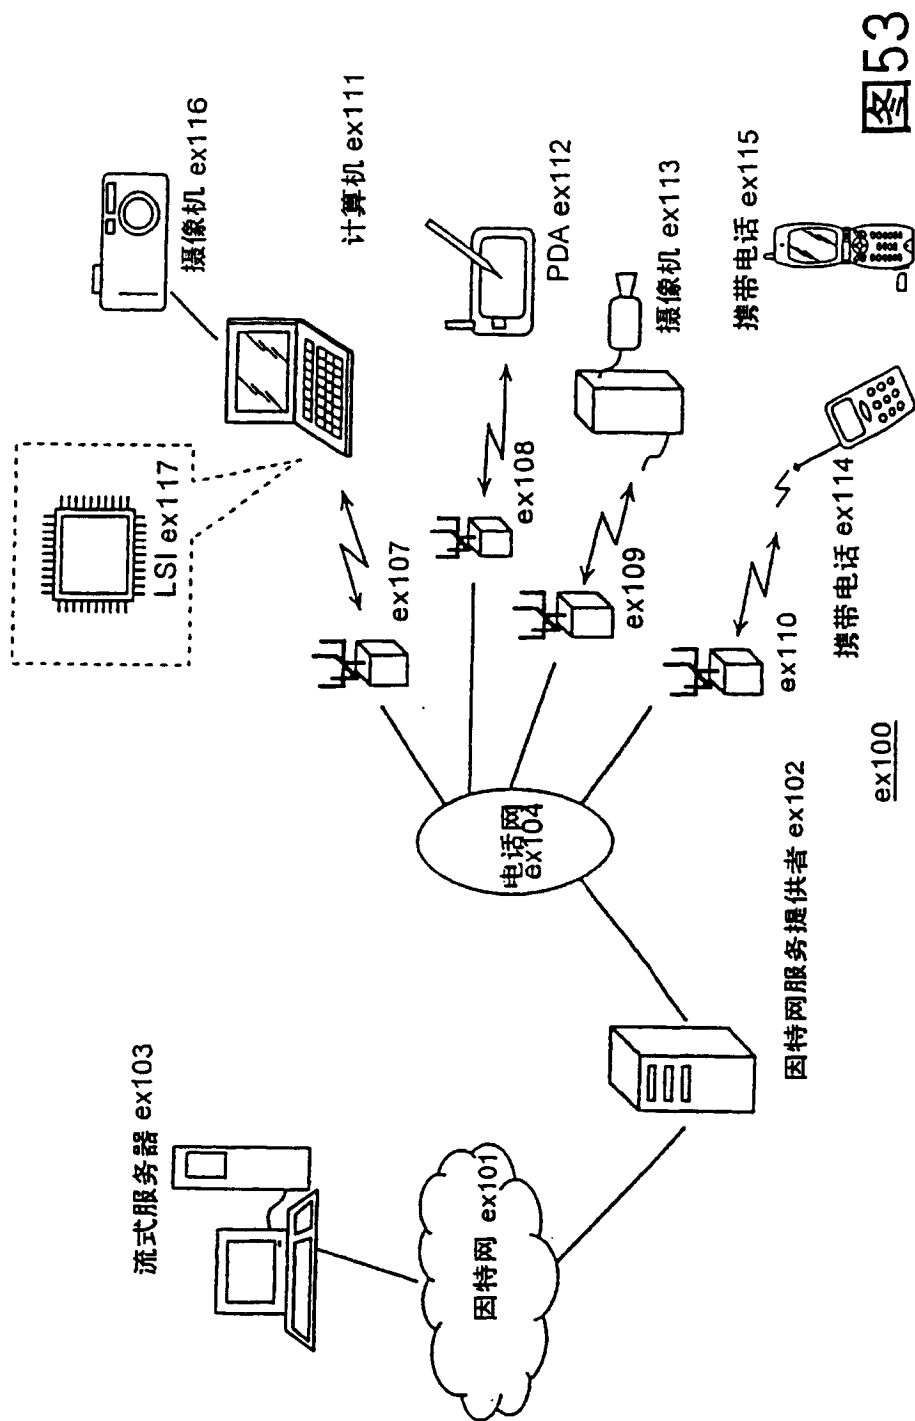 流式服务器 ex103
因特网 ex101
因特网服务提供者 ex102
电话网
ex104
LSI ex117
摄像机 ex116
计算机 ex111
ex107
PDA ex112
ex108
摄像机 ex113
ex109
携带电话 ex115
携带电话 ex114
ex110
ex100
图53